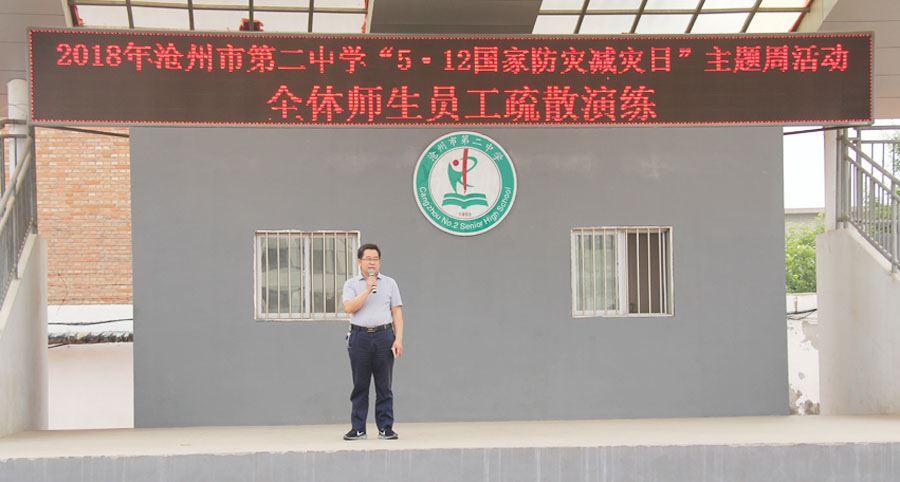 2018年沧州市第二中学“5·12国家防灾减灾日”主题周活动
全体师生员工疏散演练
沧州市第二中学
1953
Cangzhou No.2 Senior High School